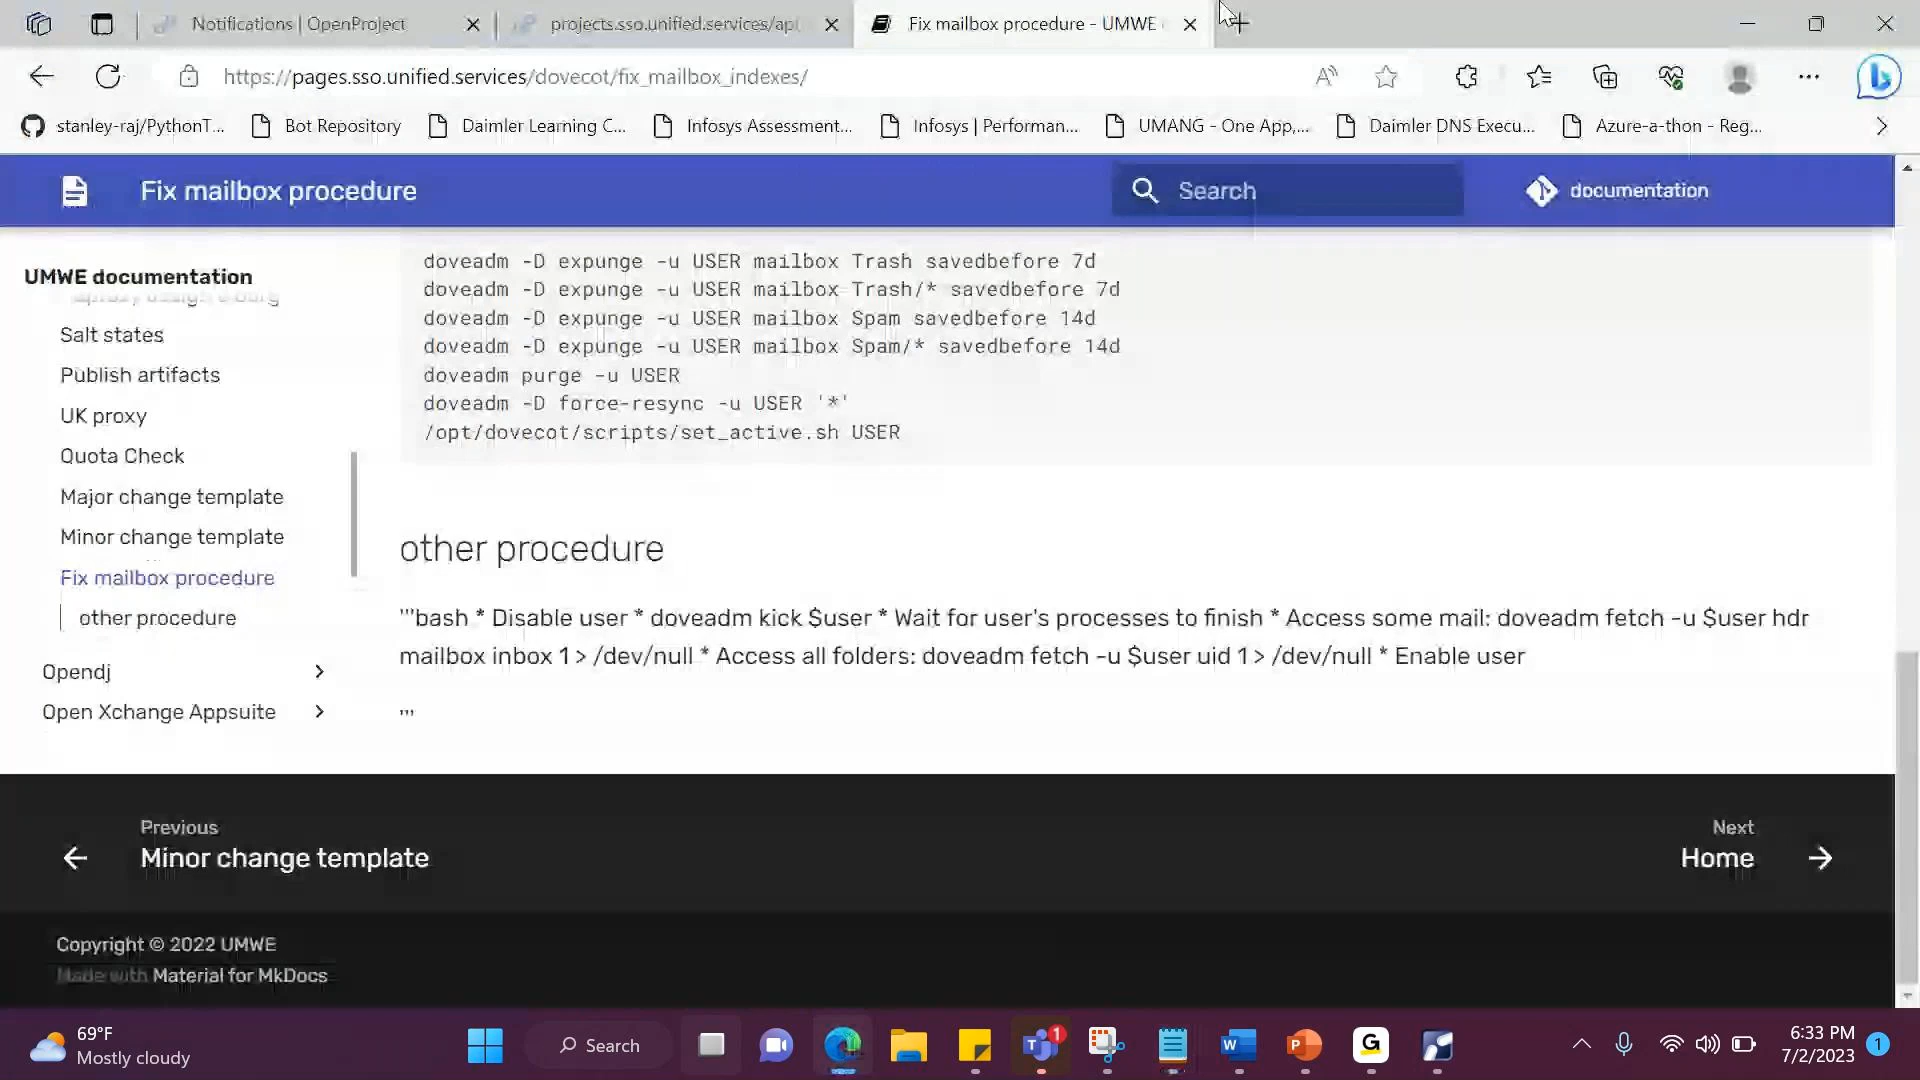 Notifications | OpenProject
projects.sso.unified.services/ap
Fix mailbox procedure - UMWE
https://pages.sso.unified.services/dovecot/fix_mailbox_indexes/
stanley-raj/PythonT...
Bot Repository
Daimler Learning C...
Infosys Assessment...
Infosys | Performan...
UMANG - One App,...
Daimler DNS Execu...
Azure-a-thon - Reg...
Fix mailbox procedure
Search
documentation
UMWE documentation
Salt states
Publish artifacts
UK proxy
Quota Check
Major change template
Minor change template
Fix mailbox procedure
other procedure
Opendj
Open Xchange Appsuite
doveadm -D expunge -u USER mailbox Trash savedbefore 7d
doveadm -D expunge -u USER mailbox Trash/* savedbefore 7d
doveadm -D expunge -u USER mailbox Spam savedbefore 14d
doveadm -D expunge -u USER mailbox Spam/* savedbefore 14d
doveadm purge -u USER
doveadm -D force-resync -u USER '*'
/opt/dovecot/scripts/set_active.sh USER
other procedure
'''bash * Disable user * doveadm kick $user * Wait for user's processes to finish * Access some mail: doveadm fetch -u $user hdr
mailbox inbox 1 > /dev/null * Access all folders: doveadm fetch -u $user uid 1 > /dev/null * Enable user
'''
Previous
Minor change template
Next
Home
Copyright © 2022 UMWE
Made with Material for MkDocs
69°F
Mostly cloudy
Search
1
6:33 PM
7/2/2023
1